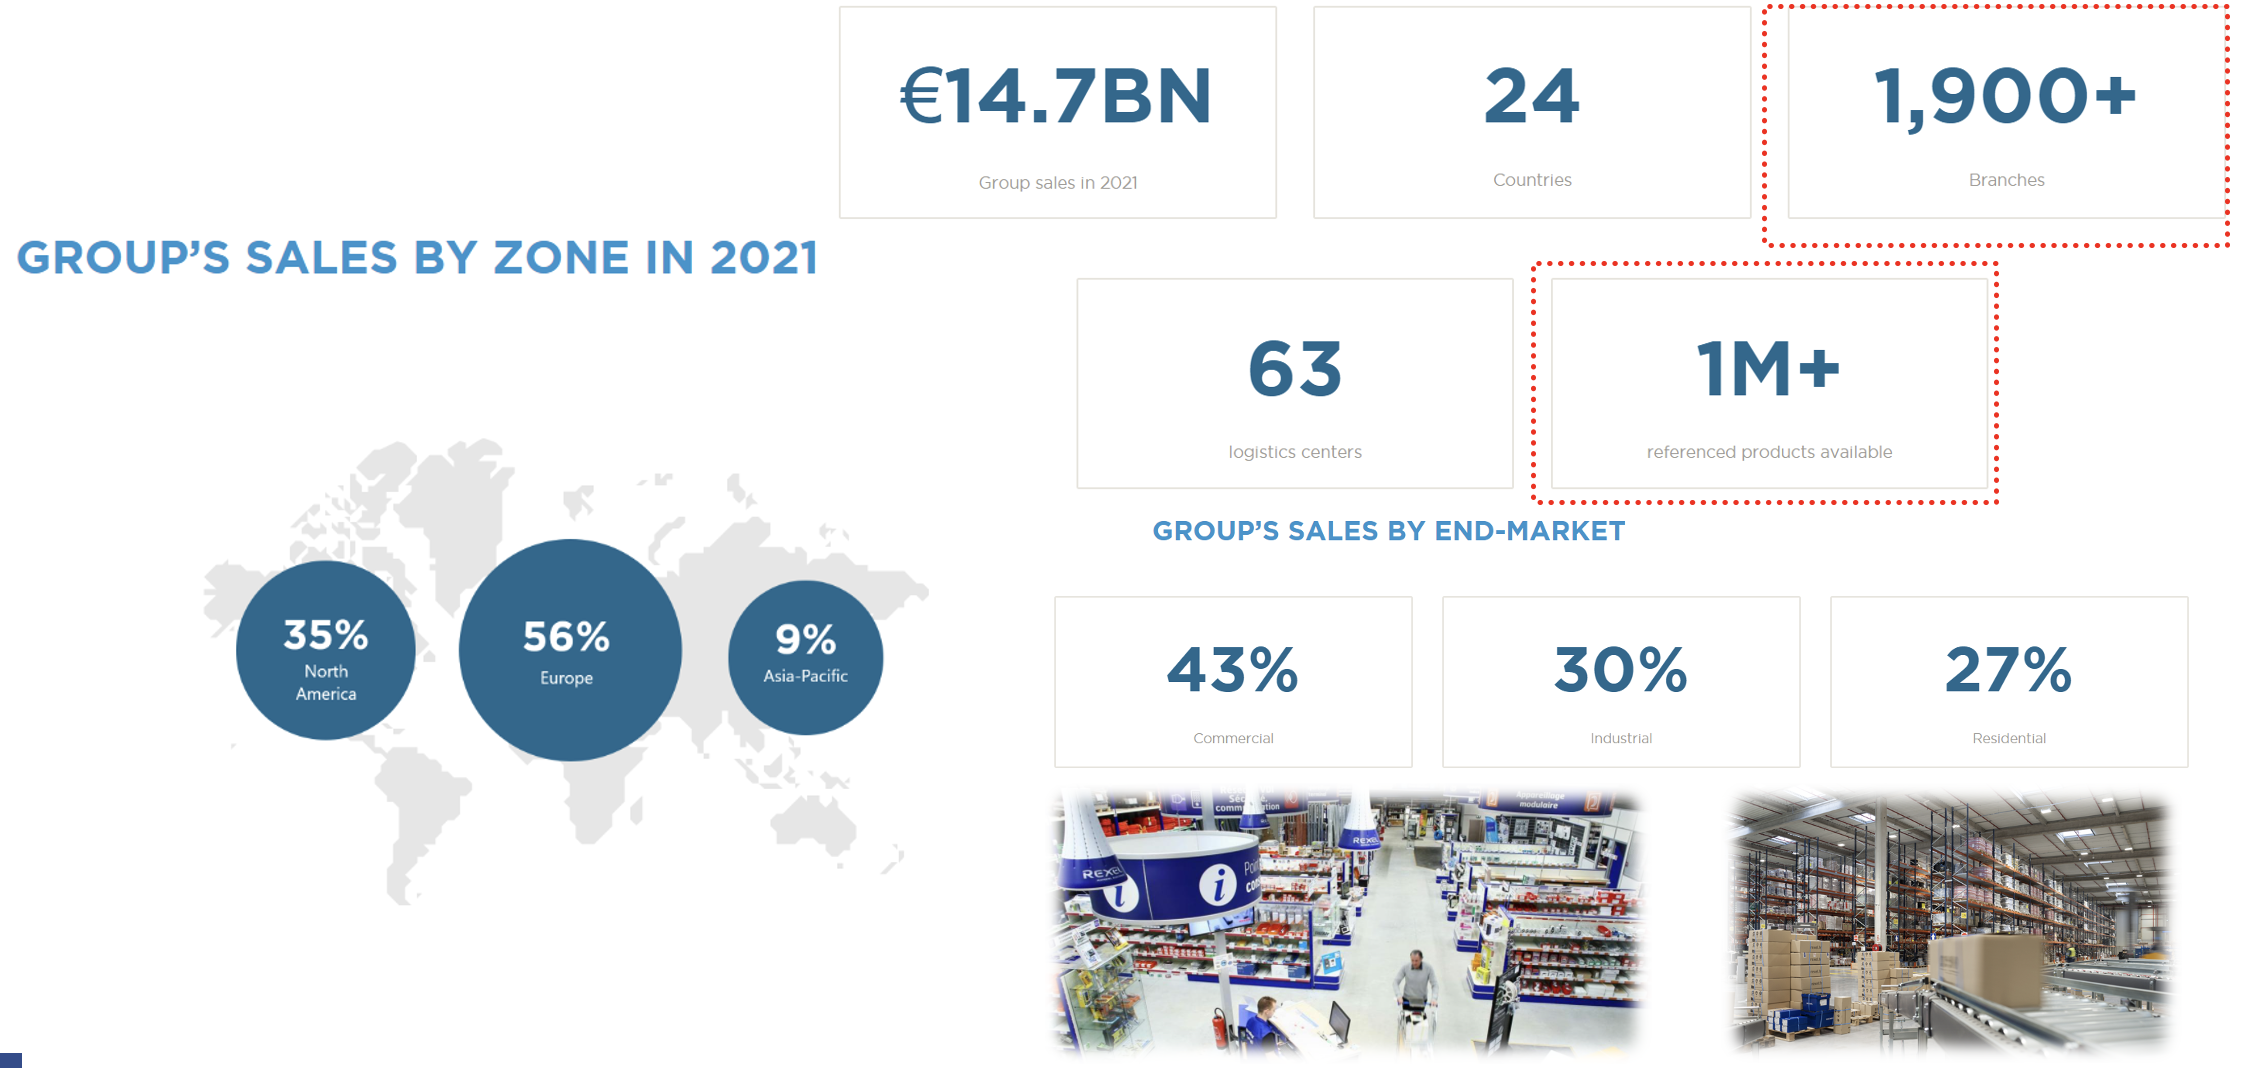 €14.7BN
Group sales in 2021
24
Countries
1,900+
Branches
GROUP’S SALES BY ZONE IN 2021
63
logistics centers
1M+
referenced products available
35%
North
America
56%
Europe
9%
Asia-Pacific
GROUP’S SALES BY END-MARKET
43%
Commercial
30%
Industrial
27%
Residential
Appareillage
modulaire
REXEL
REXEL
i
i